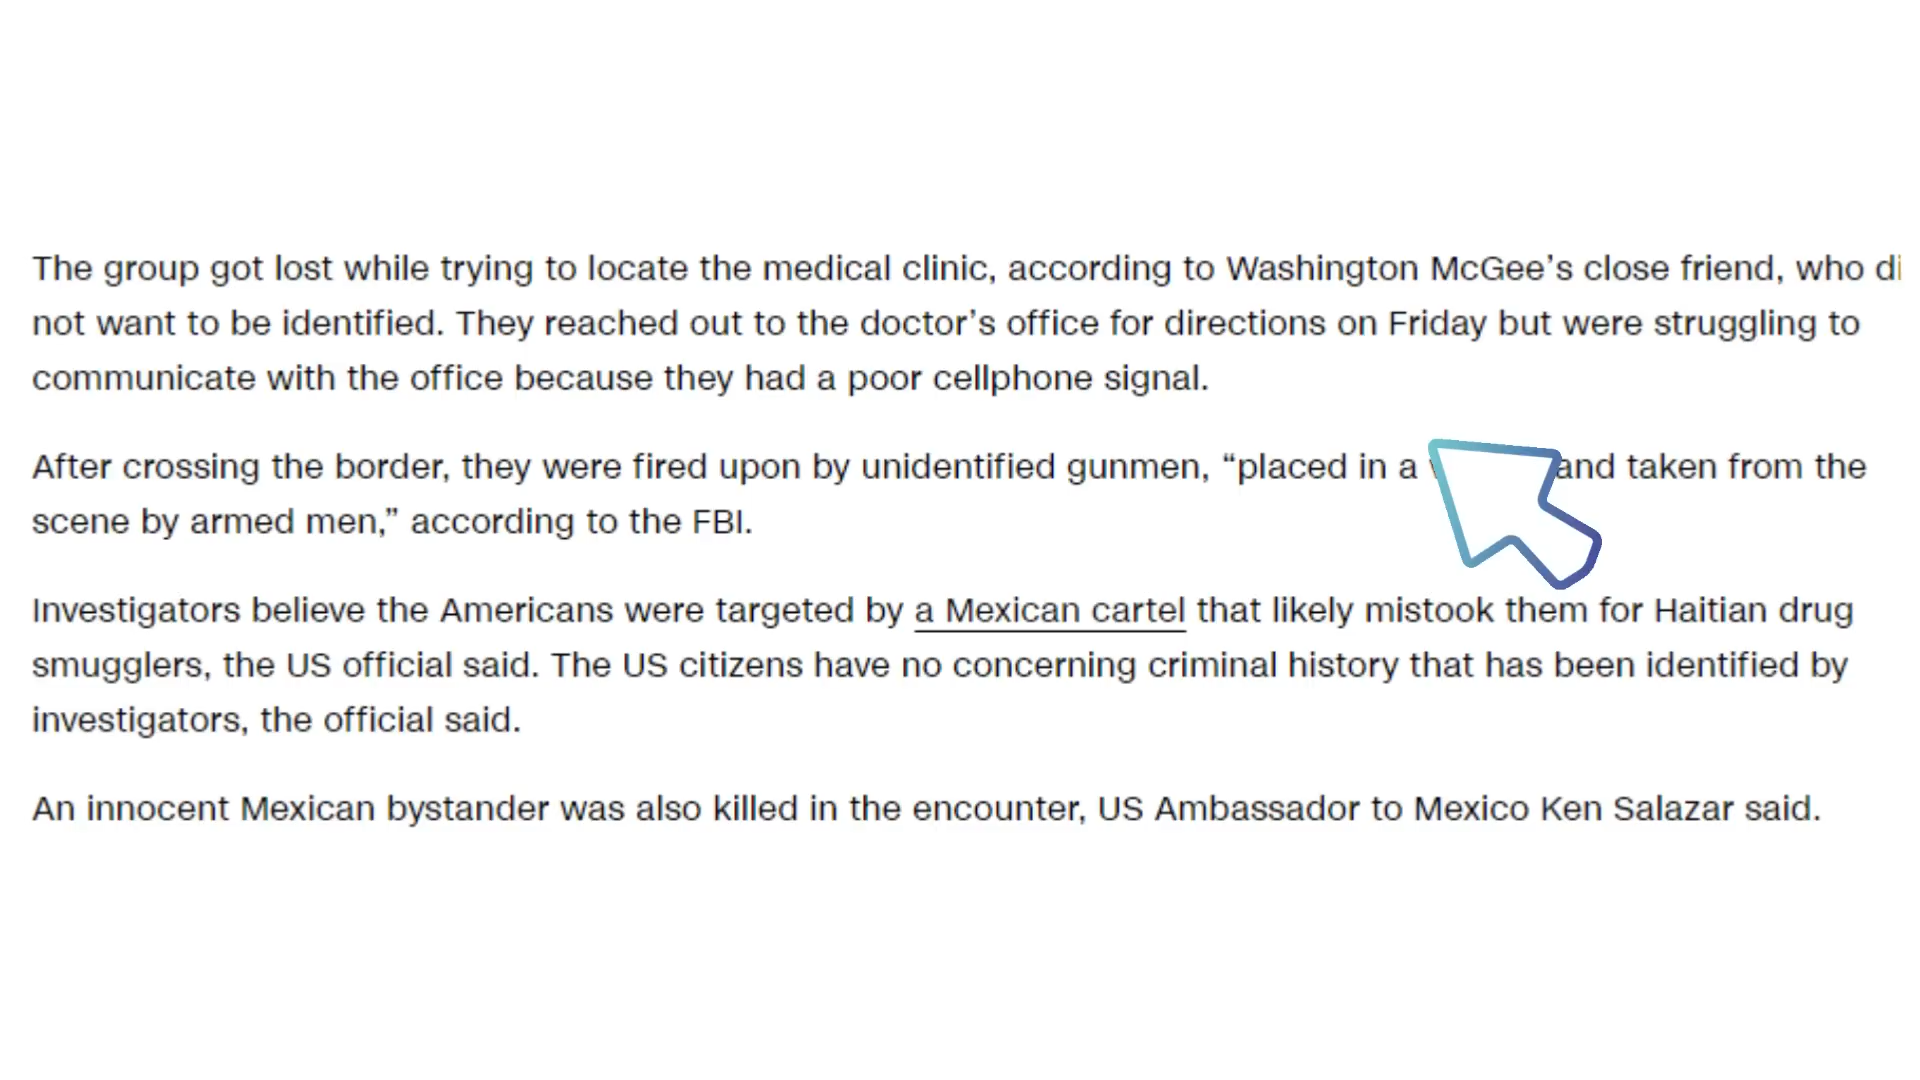 The group got lost while trying to locate the medical clinic, according to Washington McGee’s close friend, who di
not want to be identified. They reached out to the doctor’s office for directions on Friday but were struggling to
communicate with the office because they had a poor cellphone signal.
After crossing the border, they were fired upon by unidentified gunmen, “placed in a and taken from the
scene by armed men,” according to the FBI.
Investigators believe the Americans were targeted by a Mexican cartel that likely mistook them for Haitian drug
smugglers, the US official said. The US citizens have no concerning criminal history that has been identified by
investigators, the official said.
An innocent Mexican bystander was also killed in the encounter, US Ambassador to Mexico Ken Salazar said.